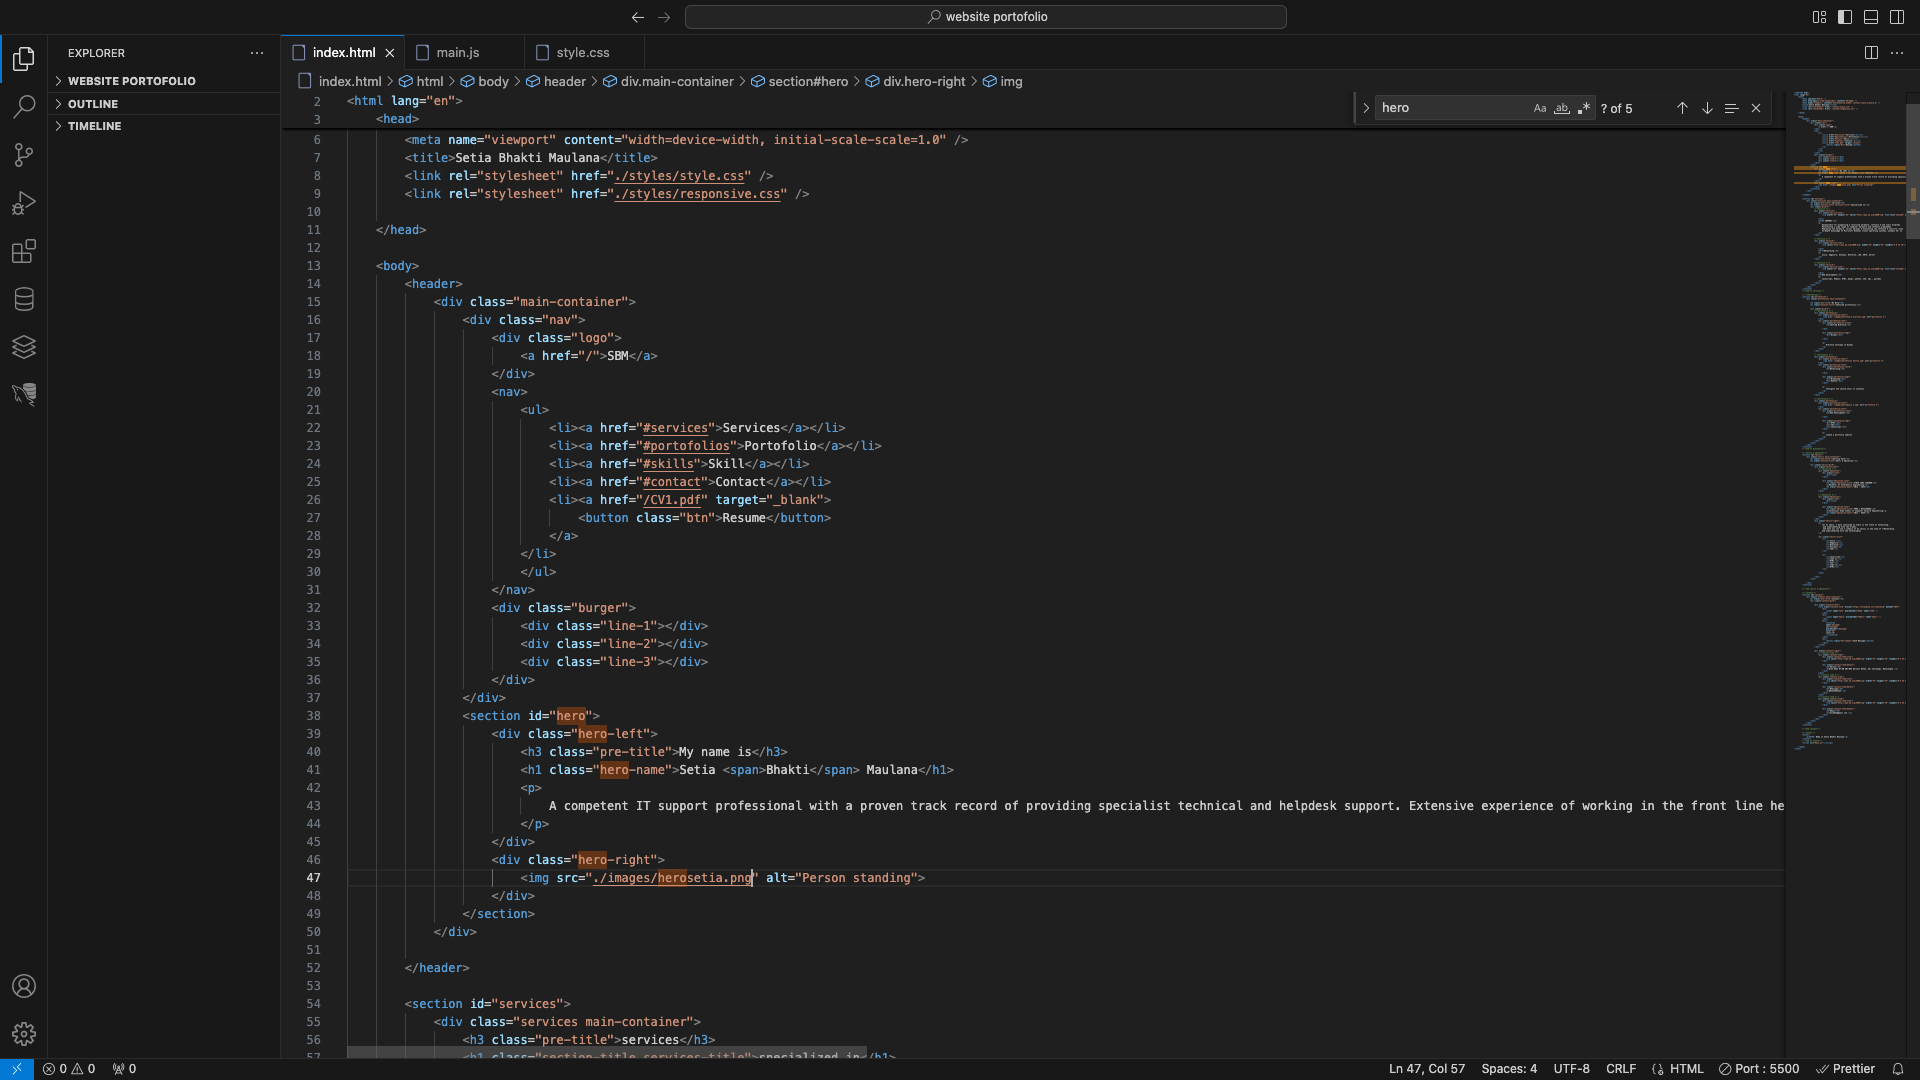 website portofolio
EXPLORER
WEBSITE PORTOFOLIO
OUTLINE
TIMELINE
index.html
main.js
style.css
index.html > html > body > header > div.main-container > section#hero > div.hero-right > img
hero
Aa
ab
? of 5
2 <html lang="en">
3 <head>
6 <meta name="viewport" content="width=device-width, initial-scale-scale=1.0" />
7 <title>Setia Bhakti Maulana</title>
8 <link rel="stylesheet" href="./styles/style.css" />
9 <link rel="stylesheet" href="./styles/responsive.css" />
10
11 </head>
12
13 <body>
14 <header>
15 <div class="main-container">
16 <div class="nav">
17 <div class="logo">
18 <a href="/">SBM</a>
19 </div>
20 <nav>
21 <ul>
22 <li><a href="#services">Services</a></li>
23 <li><a href="#portofolios">Portofolio</a></li>
24 <li><a href="#skills">Skill</a></li>
25 <li><a href="#contact">Contact</a></li>
26 <li><a href="/CV1.pdf" target="_blank">
27 <button class="btn">Resume</button>
28 </a>
29 </li>
30 </ul>
31 </nav>
32 <div class="burger">
33 <div class="line-1"></div>
34 <div class="line-2"></div>
35 <div class="line-3"></div>
36 </div>
37 </div>
38 <section id="hero">
39 <div class="hero-left">
40 <h3 class="pre-title">My name is</h3>
41 <h1 class="hero-name">Setia <span>Bhakti</span> Maulana</h1>
42 <p>
43 A competent IT support professional with a proven track record of providing specialist technical and helpdesk support. Extensive experience of working in the front line he
44 </p>
45 </div>
46 <div class="hero-right">
47 <img src="./images/herosetia.png" alt="Person standing">
48 </div>
49 </section>
50 </div>
51
52 </header>
53
54 <section id="services">
55 <div class="services main-container">
56 <h3 class="pre-title">services</h3>
57 <h1 class="section-title services-title">specialized in</h1>
0 0 0
Ln 47, Col 57
Spaces: 4
UTF-8
CRLF
HTML
Port : 5500
Prettier